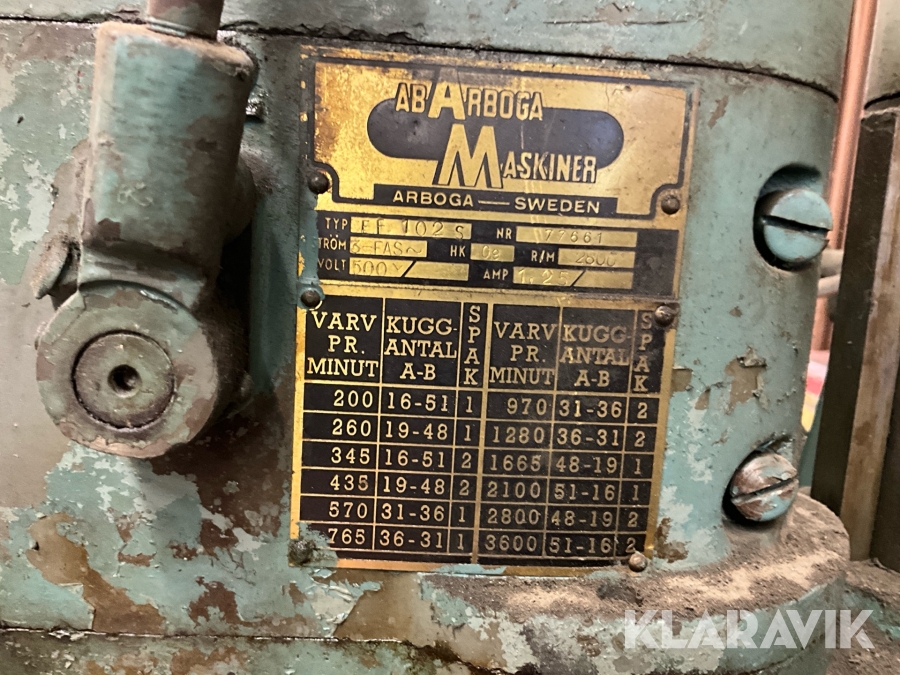 AB ARBOGA
MASKINER
ARBOGA — SWEDEN
TYP EF 102 S NR 77661
STRÖM 3-FAS~ HK 0,9 R/M 2800
VOLT 500Y/ AMP 1,25/
VARV PR. MINUT KUGG-ANTAL A-B SPAK VARV PR. MINUT KUGG-ANTAL A-B SPAK
200 16-51 1 970 31-36 2
260 19-48 1 1280 36-31 2
345 16-51 2 1665 48-19 1
435 19-48 2 2100 51-16 1
570 31-36 1 2800 48-19 2
765 36-31 1 3600 51-16 2
KLARAVIK